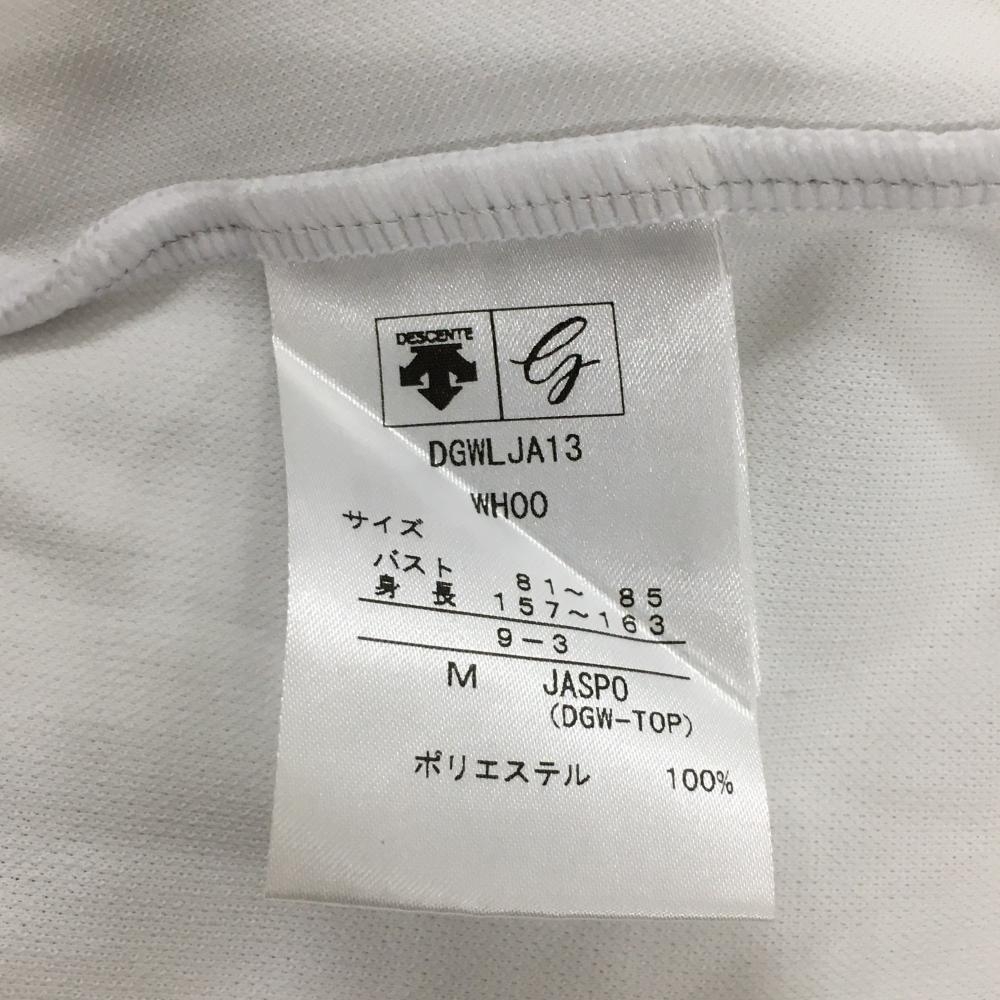 DESCENTE G
DGWLJA13
WH00
サイズ
バスト 81～ 85
身長 157～163
9-3
M JASPO
(DGW-TOP)
ポリエステル 100%